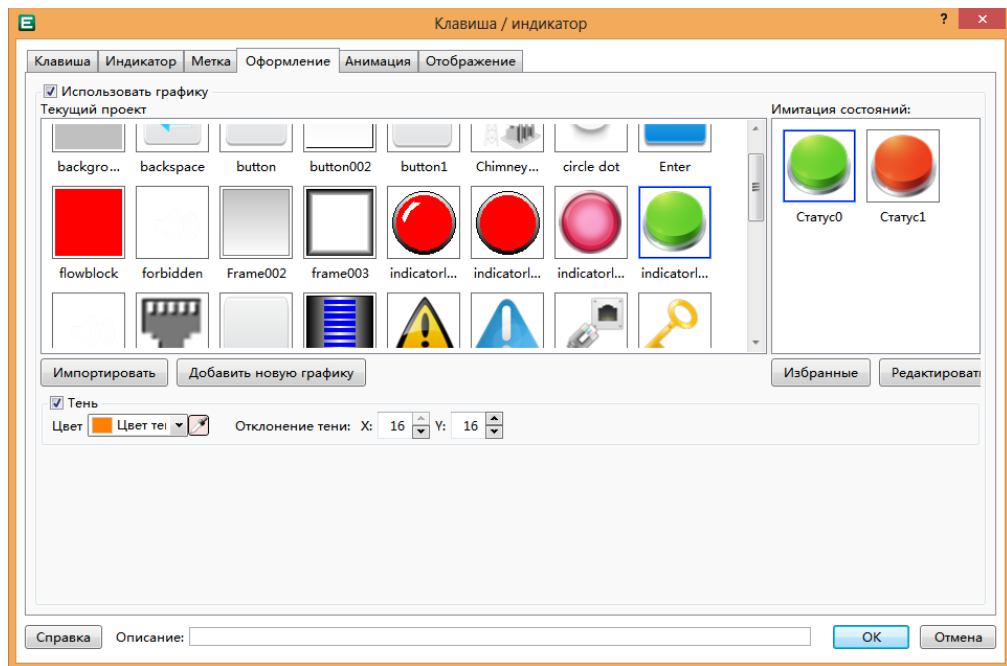 E Клавиша / индикатор ? ×
Клавиша Индикатор Метка Оформление Анимация Отображение
Использовать графику
Текущий проект Имитация состояний:
backgro... backspace button button002 button1 Chimney... circle dot Enter
Статус0 Статус1
flowblock forbidden Frame002 frame003 indicatorl... indicatorl... indicatorl... indicatorl...
Импортировать Добавить новую графику Избранные Редактироват
Тень
Цвет Цвет те Отклонение тени: X: 16 Y: 16
Справка Описание: OK Отмена